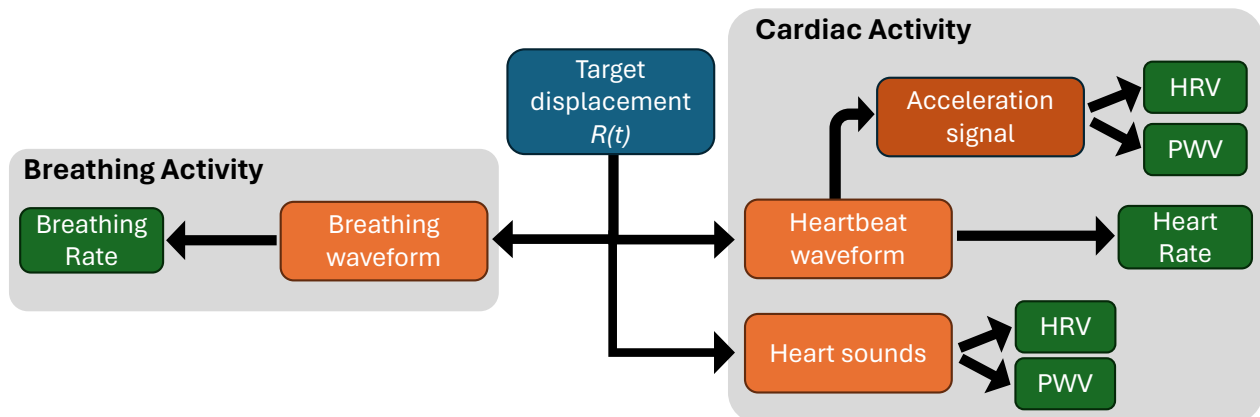 Cardiac Activity
Target
displacement
R(t)
Acceleration
signal
HRV
PWV
Breathing Activity
Breathing
Rate
Breathing
waveform
Heartbeat
waveform
Heart
Rate
Heart sounds
HRV
PWV